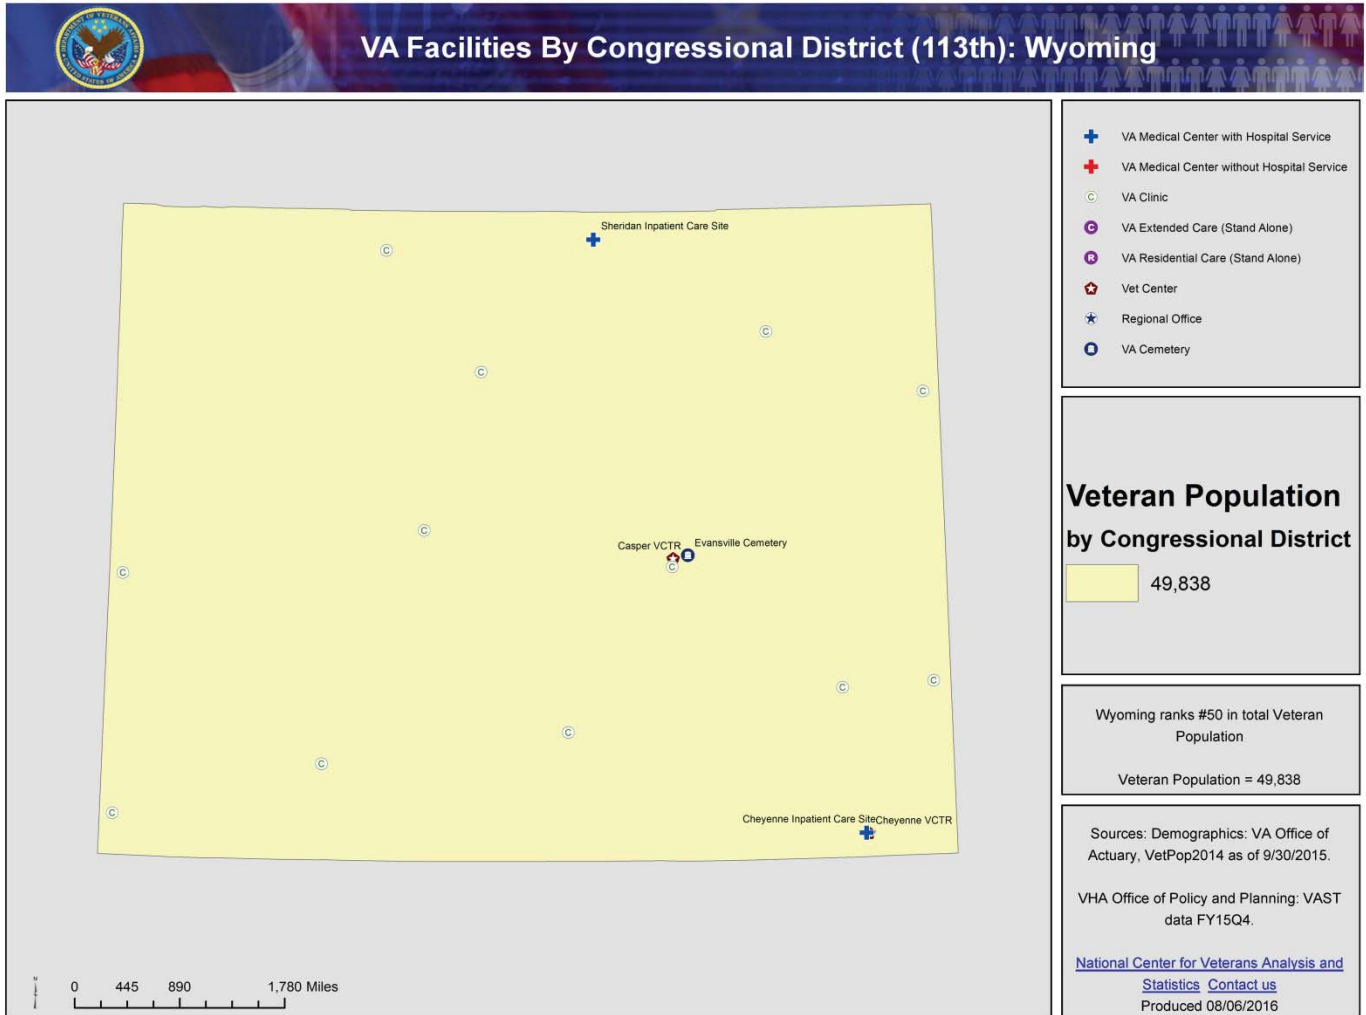 VA Facilities By Congressional District (113th): Wyoming
Sheridan Inpatient Care Site
C
C
C
C
C
Casper VCTR
Evansville Cemetery
C
C
C
C
C
C
C
Cheyenne Inpatient Care Site
Cheyenne VCTR
N
0 445 890 1,780 Miles
VA Medical Center with Hospital Service
VA Medical Center without Hospital Service
C VA Clinic
C VA Extended Care (Stand Alone)
R VA Residential Care (Stand Alone)
Vet Center
Regional Office
VA Cemetery
Veteran Population
by Congressional District
49,838
Wyoming ranks #50 in total Veteran
Population
Veteran Population = 49,838
Sources: Demographics: VA Office of
Actuary, VetPop2014 as of 9/30/2015.
VHA Office of Policy and Planning: VAST
data FY15Q4.
National Center for Veterans Analysis and
Statistics Contact us
Produced 08/06/2016